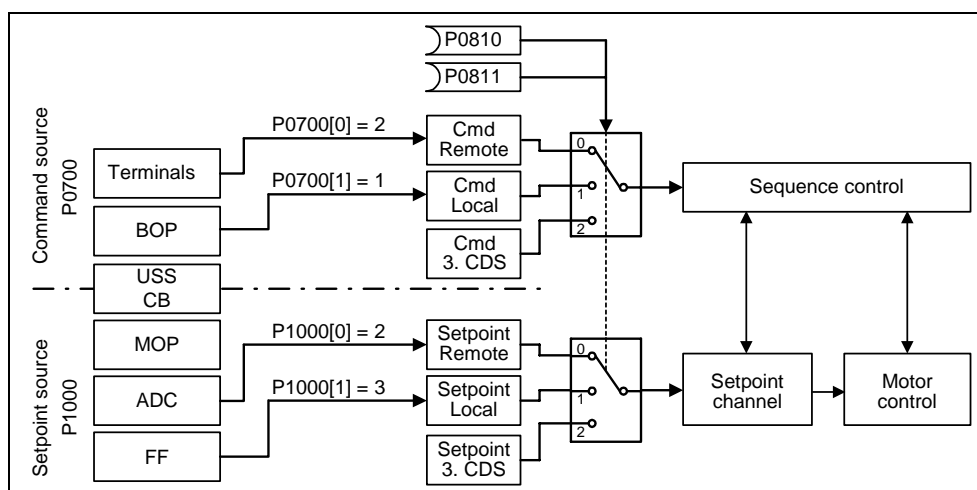 P0810
P0811
Command source
P0700
P0700[0] = 2
Cmd
Remote
0
Terminals
P0700[1] = 1
Cmd
Local
1
Sequence control
BOP
Cmd
3. CDS
2
USS
CB
Setpoint source
P1000
MOP
P1000[0] = 2
Setpoint
Remote
0
ADC
P1000[1] = 3
Setpoint
Local
1
Setpoint
channel
Motor
control
FF
Setpoint
3. CDS
2